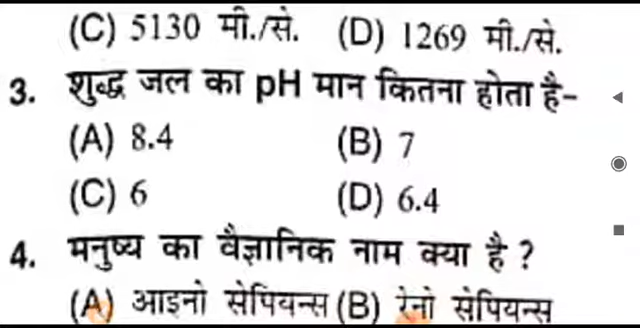 (C) 5130 मी./से. (D) 1269 मी./से.
3. शुद्ध जल का pH मान कितना होता है-
(A) 8.4 (B) 7
(C) 6 (D) 6.4
4. मनुष्य का वैज्ञानिक नाम क्या है ?
(A) आइनो सेपियन्स (B) रेनो सेपियन्स